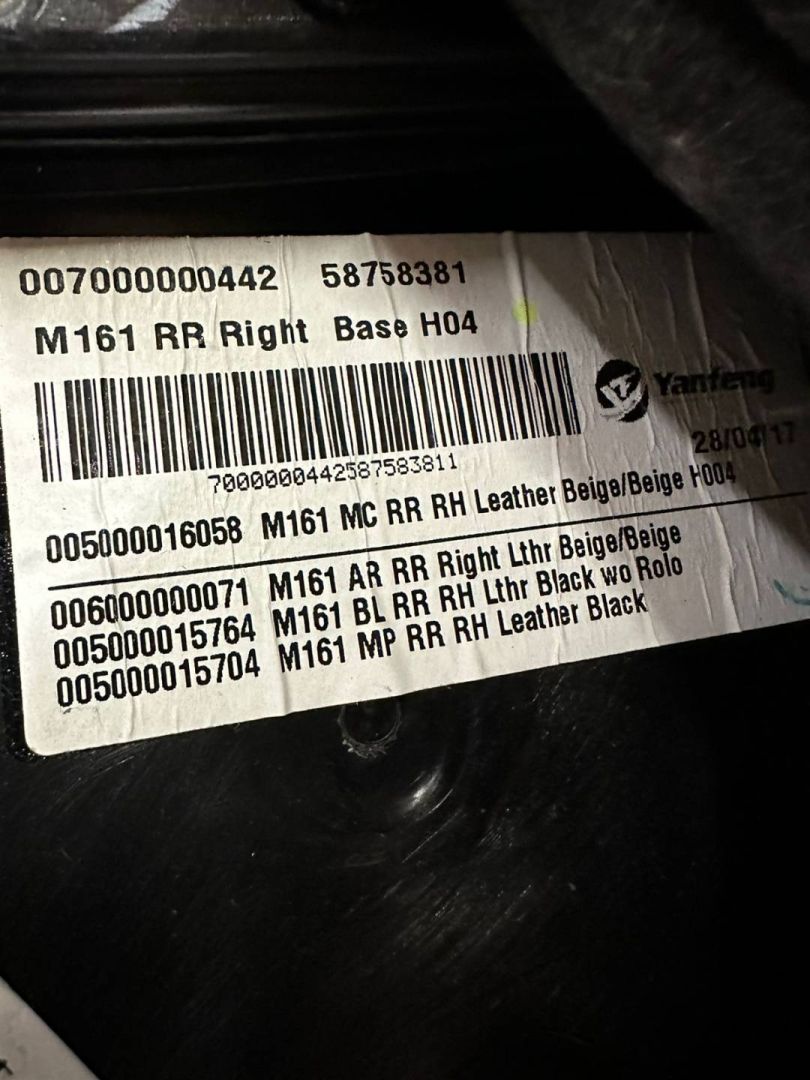 007000000442 58758381
M161 RR Right Base H04
Yanfeng
28/04/17
7000000442587583811
005000016058 M161 MC RR RH Leather Beige/Beige H004
006000000071 M161 AR RR Right Lthr Beige/Beige
005000015764 M161 BL RR RH Lthr Black wo Rolo
005000015704 M161 MP RR RH Leather Black